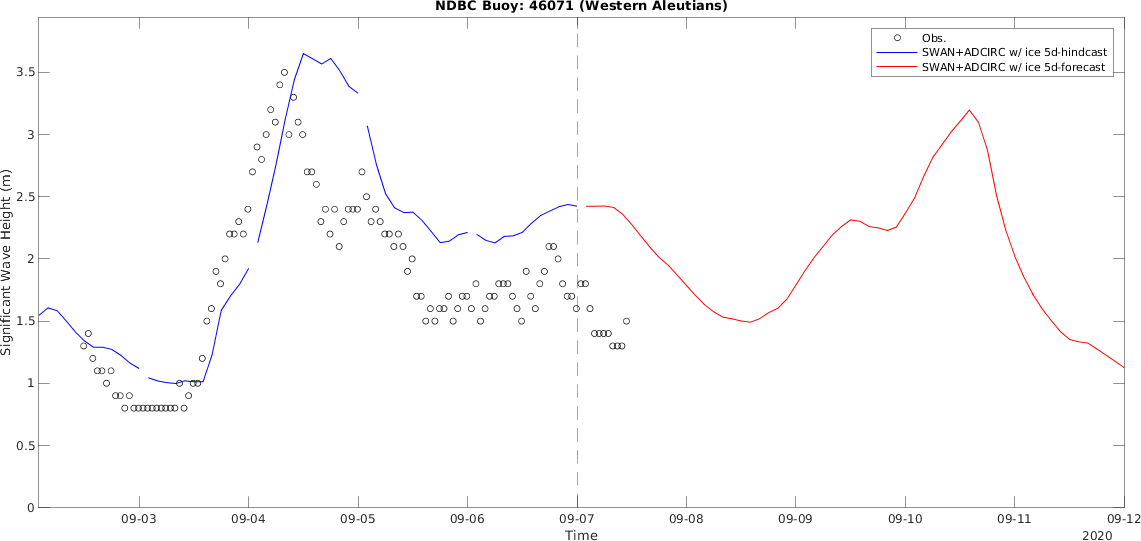 NDBC Buoy: 46071 (Western Aleutians)
Obs.
SWAN+ADCIRC w/ ice 5d-hindcast
SWAN+ADCIRC w/ ice 5d-forecast
Significant Wave Height (m)
3.5
3
2.5
2
1.5
1
0.5
0
09-03 09-04 09-05 09-06 09-07 09-08 09-09 09-10 09-11 09-12
Time
2020